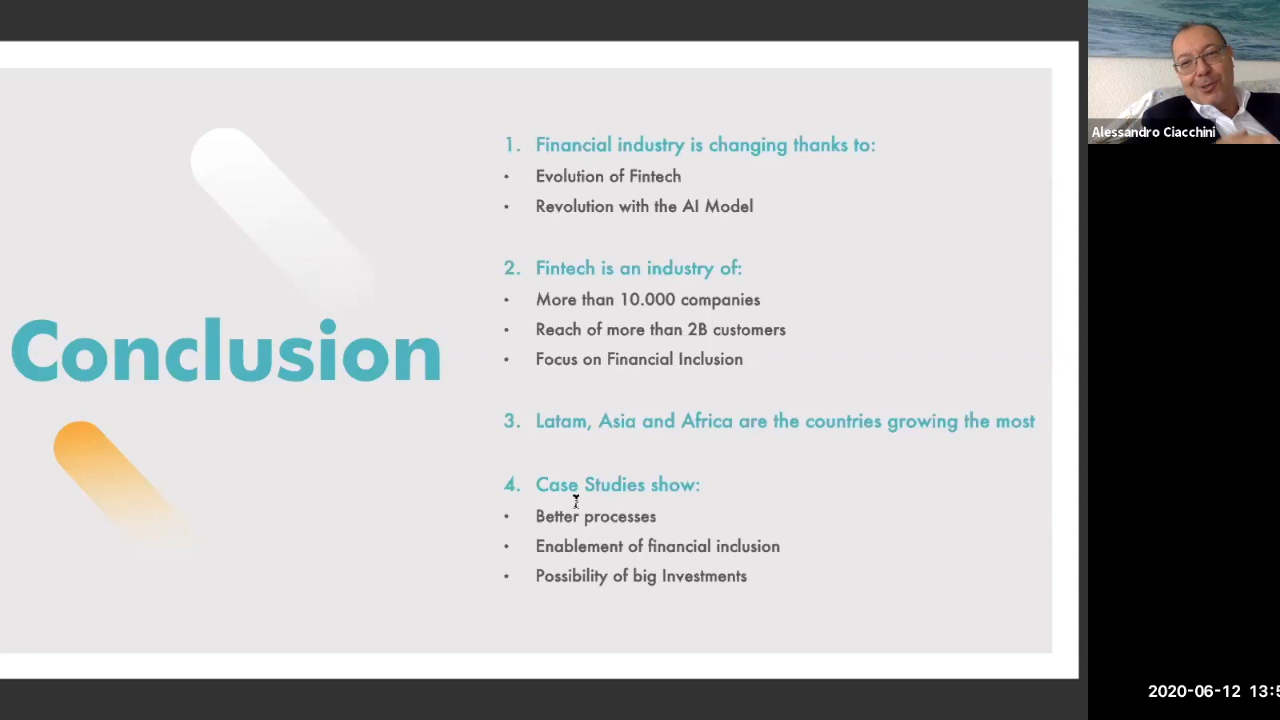 Conclusion
1. Financial industry is changing thanks to:
• Evolution of Fintech
• Revolution with the AI Model
2. Fintech is an industry of:
• More than 10.000 companies
• Reach of more than 2B customers
• Focus on Financial Inclusion
3. Latam, Asia and Africa are the countries growing the most
4. Case Studies show:
• Better processes
• Enablement of financial inclusion
• Possibility of big Investments
Alessandro Ciacchini
2020-06-12 13:5